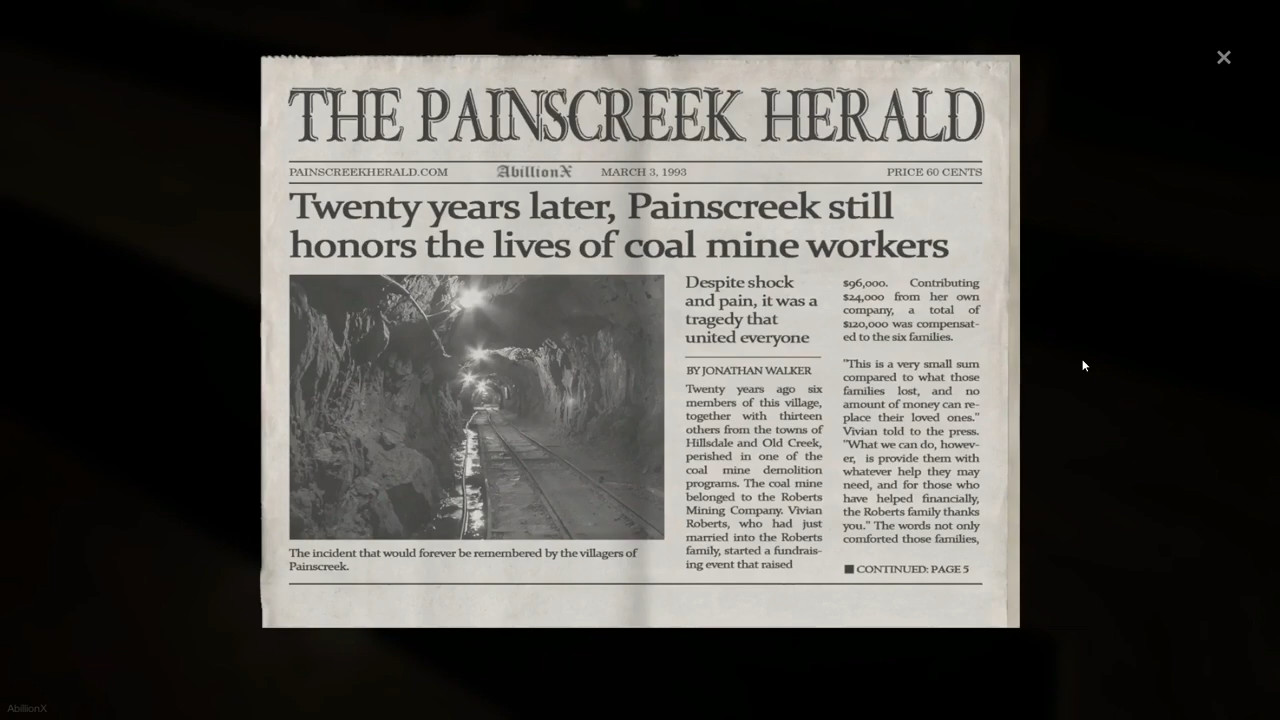 THE PAINSCREEK HERALD
PAINSCREEKHERALD.COM AbillionX MARCH 3, 1993 PRICE 60 CENTS
Twenty years later, Painscreek still
honors the lives of coal mine workers
The incident that would forever be remembered by the villagers of
Painscreek.
Despite shock
and pain, it was a
tragedy that
united everyone
BY JONATHAN WALKER
Twenty years ago six
members of this village,
together with thirteen
others from the towns of
Hillsdale and Old Creek,
perished in one of the
coal mine demolition
programs. The coal mine
belonged to the Roberts
Mining Company. Vivian
Roberts, who had just
married into the Roberts
family, started a fundrais-
ing event that raised
$96,000. Contributing
$24,000 from her own
company, a total of
$120,000 was compensat-
ed to the six families.
"This is a very small sum
compared to what those
families lost, and no
amount of money can re-
place their loved ones."
Vivian told to the press.
"What we can do, howev-
er, is provide them with
whatever help they may
need, and for those who
have helped financially,
the Roberts family thanks
you." The words not only
comforted those families,
■ CONTINUED: PAGE 5
AbillionX